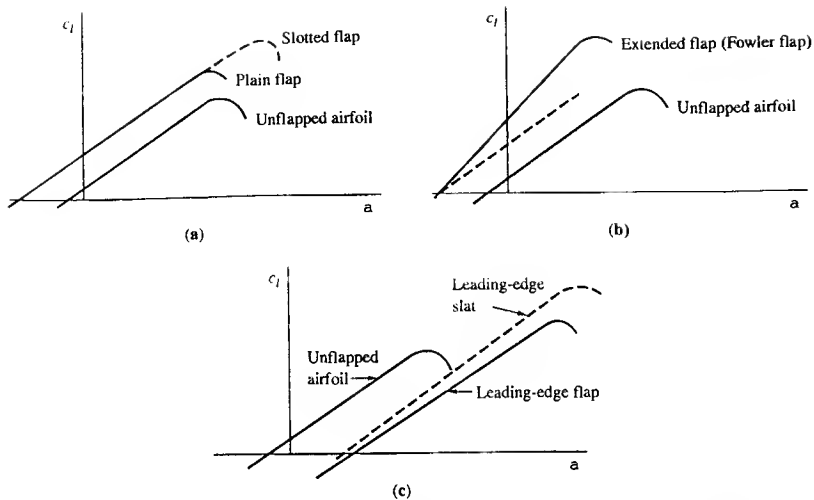 c_l
Slotted flap
Plain flap
Unflapped airfoil
a
(a)
Extended flap (Fowler flap)
Unflapped airfoil
a
(b)
c_l
Leading-edge
slat
Unflapped
airfoil
Leading-edge flap
a
(c)